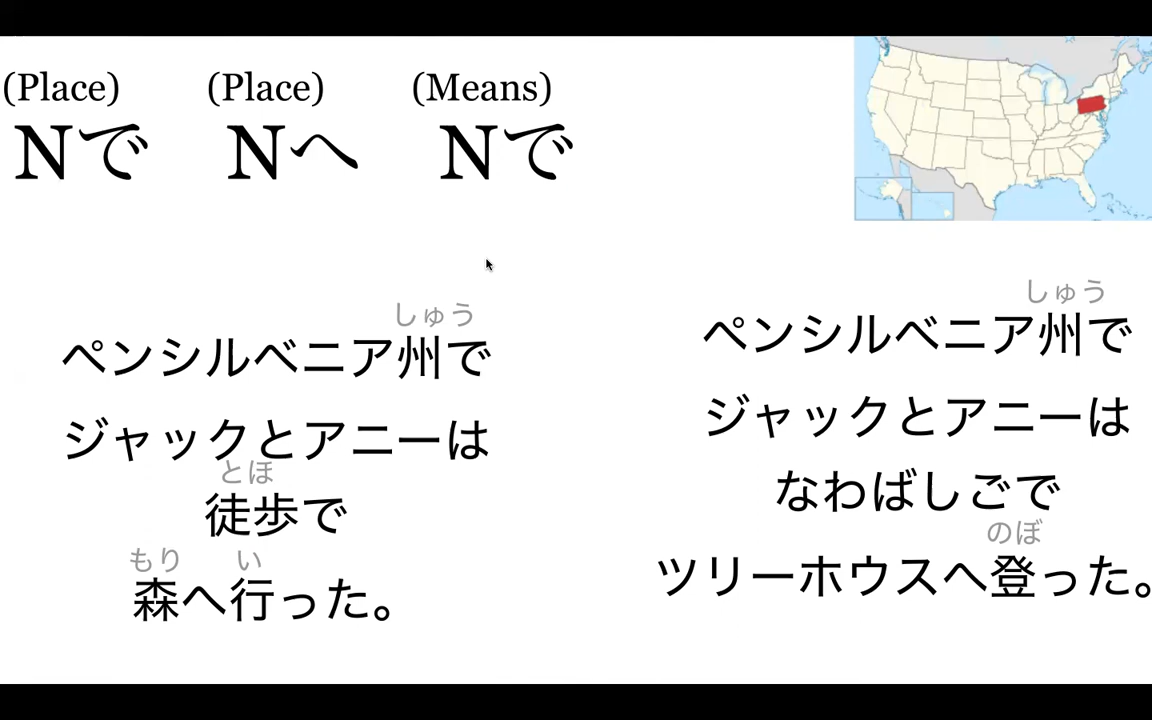 (Place) (Place) (Means)
Nで Nへ Nで
しゅう
ペンシルベニア州で
ジャックとアニーは
とほ
徒歩で
もり い
森へ行った。
しゅう
ペンシルベニア州で
ジャックとアニーは
なわばしごで
のぼ
ツリーホウスへ登った。